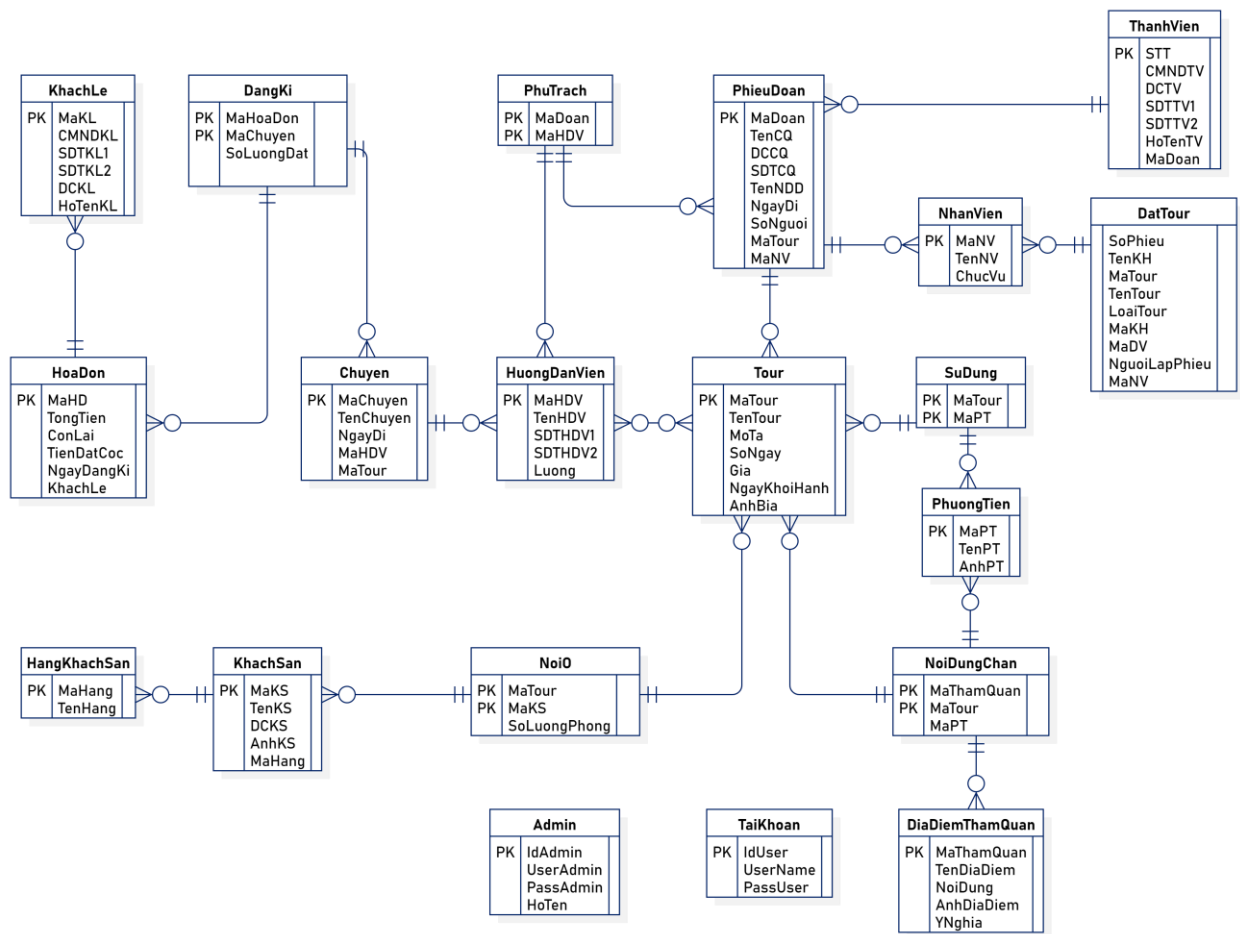 ThanhVien
PK STT
CMNDTV
DCTV
SDTTV1
SDTTV2
HoTenTV
MaDoan
KhachLe
PK MaKL
CMNDKL
SDTKL1
SDTKL2
DCKL
HoTenKL
DangKi
PK MaHoaDon
PK MaChuyen
SoLuongDat
PhuTrach
PK MaDoan
PK MaHDV
PhieuDoan
PK MaDoan
TenCQ
DCCQ
SDTCQ
TenNDD
NgayDi
SoNguoi
MaTour
MaNV
NhanVien
PK MaNV
TenNV
ChucVu
DatTour
SoPhieu
TenKH
MaTour
TenTour
LoaiTour
MaKH
MaDV
NguoiLapPhieu
MaNV
HoaDon
PK MaHD
TongTien
ConLai
TienDatCoc
NgayDangKi
KhachLe
Chuyen
PK MaChuyen
TenChuyen
NgayDi
MaHDV
MaTour
HuongDanVien
PK MaHDV
TenHDV
SDTHDV1
SDTHDV2
Luong
Tour
PK MaTour
TenTour
MoTa
SoNgay
Gia
NgayKhoiHanh
AnhBia
SuDung
PK MaTour
PK MaPT
PhuongTien
PK MaPT
TenPT
AnhPT
HangKhachSan
PK MaHang
TenHang
KhachSan
PK MaKS
TenKS
DCKS
AnhKS
MaHang
NoiO
PK MaTour
PK MaKS
SoLuongPhong
NoiDungChan
PK MaThamQuan
PK MaTour
MaPT
Admin
PK IdAdmin
UserAdmin
PassAdmin
HoTen
TaiKhoan
PK IdUser
UserName
PassUser
DiaDiemThamQuan
PK MaThamQuan
TenDiaDiem
NoiDung
AnhDiaDiem
YNghia